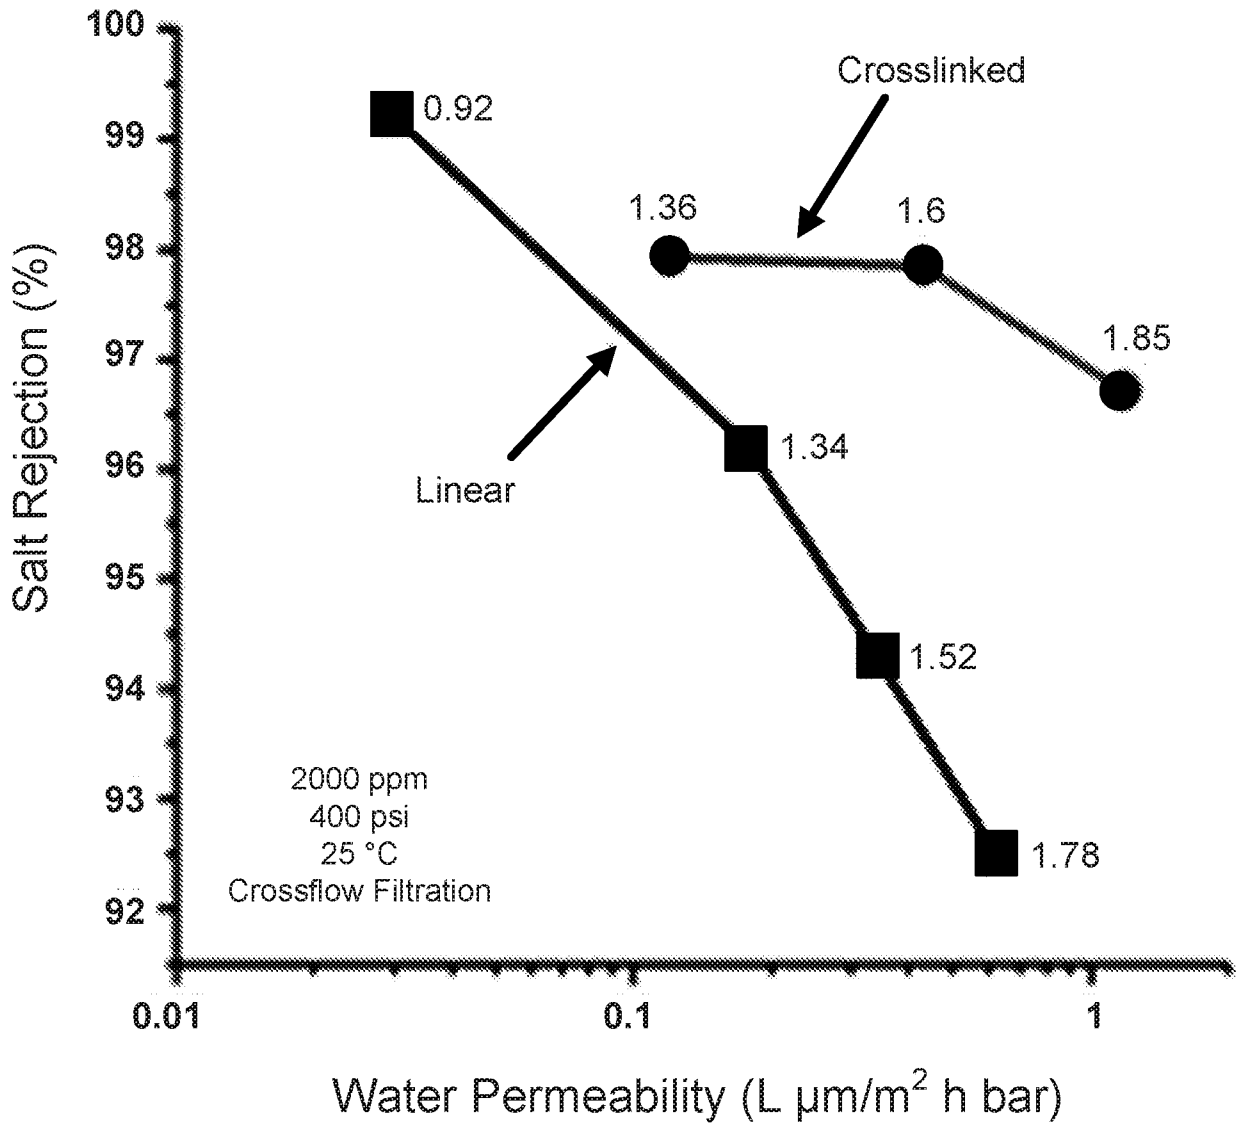 100
99
98
97
96
95
94
93
92
Salt Rejection (%)
0.92
Crosslinked
1.36
1.6
1.85
1.34
Linear
1.52
1.78
2000 ppm
400 psi
25 °C
Crossflow Filtration
0.01
0.1
1
Water Permeability (L μm/m² h bar)